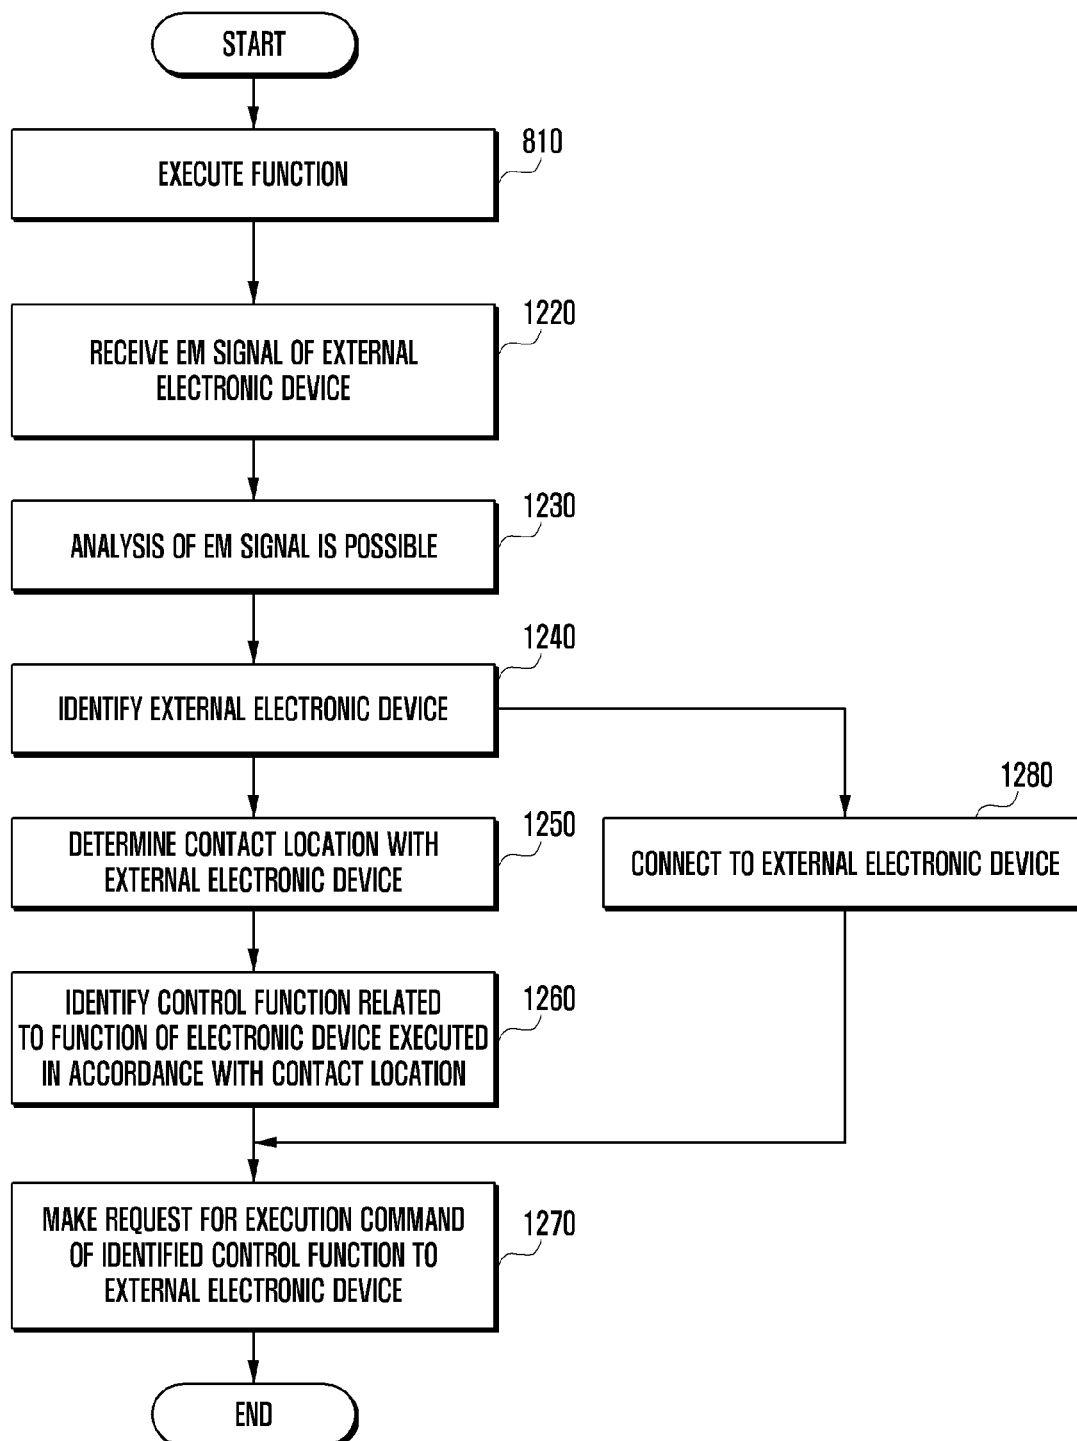 START
810
EXECUTE FUNCTION
1220
RECEIVE EM SIGNAL OF EXTERNAL
ELECTRONIC DEVICE
1230
ANALYSIS OF EM SIGNAL IS POSSIBLE
1240
IDENTIFY EXTERNAL ELECTRONIC DEVICE
1280
CONNECT TO EXTERNAL ELECTRONIC DEVICE
1250
DETERMINE CONTACT LOCATION WITH
EXTERNAL ELECTRONIC DEVICE
1260
IDENTIFY CONTROL FUNCTION RELATED
TO FUNCTION OF ELECTRONIC DEVICE EXECUTED
IN ACCORDANCE WITH CONTACT LOCATION
1270
MAKE REQUEST FOR EXECUTION COMMAND
OF IDENTIFIED CONTROL FUNCTION TO
EXTERNAL ELECTRONIC DEVICE
END